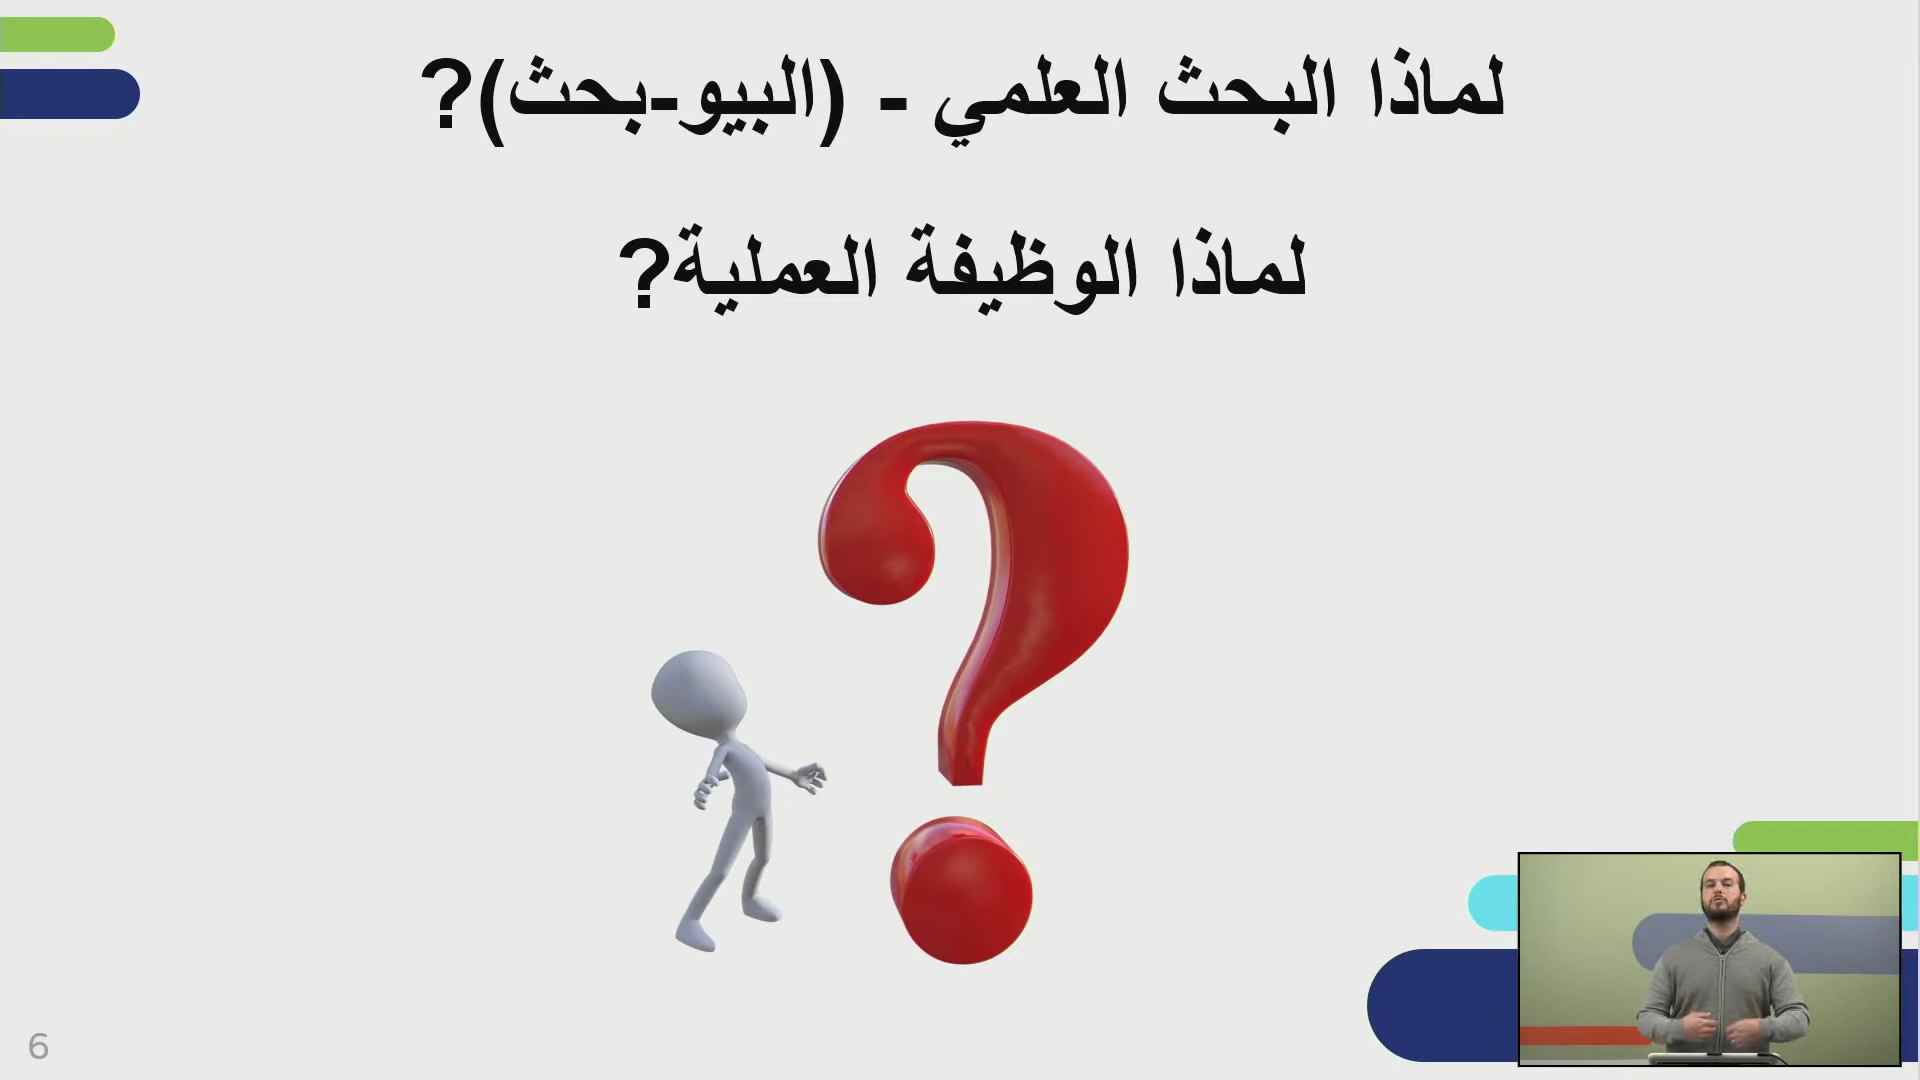 لماذا البحث العلمي - (البيو-بحث)?
لماذا الوظيفة العملية?
6